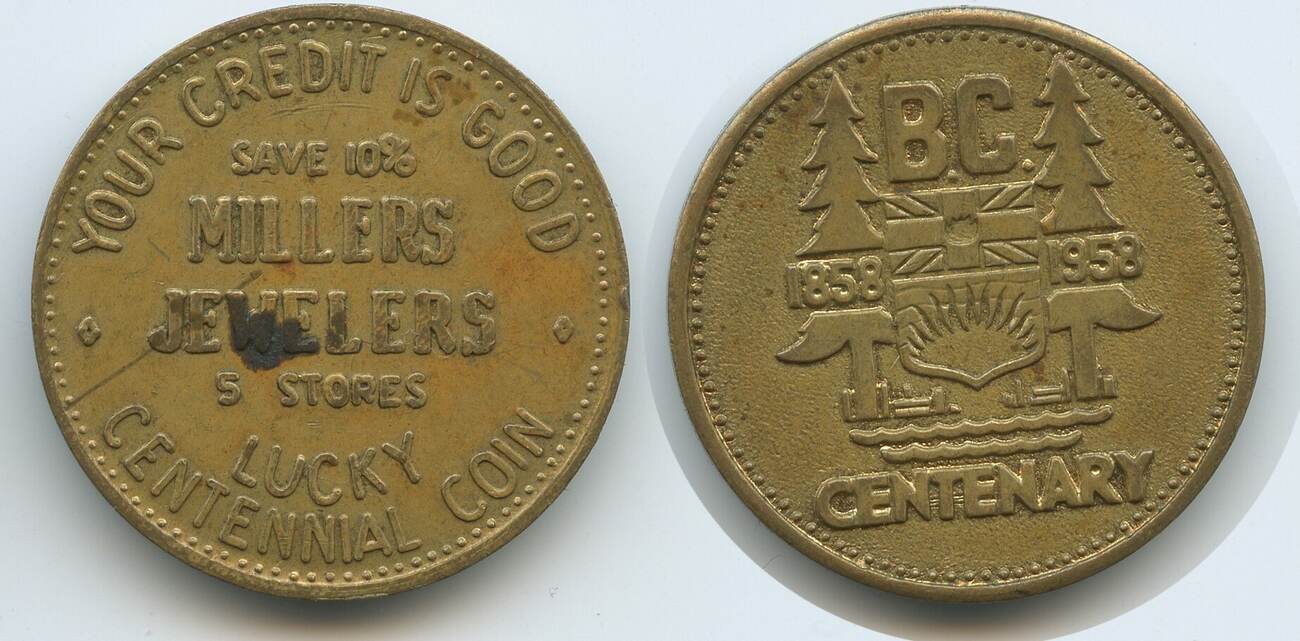 YOUR CREDIT IS GOOD
SAVE 10%
MILLERS
JEWELERS
5 STORES
LUCKY
CENTENNIAL COIN
B.C.
1858 1958
CENTENARY